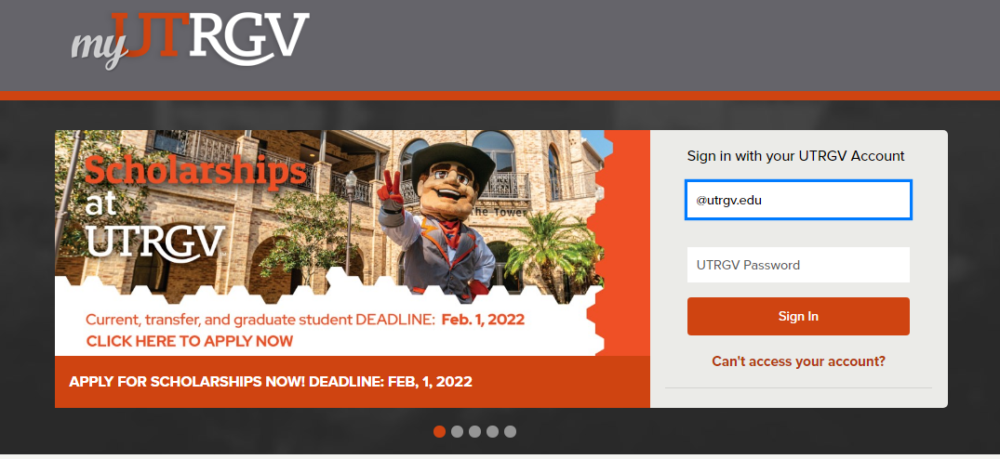 myUTRGV
Scholarships
at
UTRGV
The Tower
Current, transfer, and graduate student DEADLINE: Feb. 1, 2022
CLICK HERE TO APPLY NOW
APPLY FOR SCHOLARSHIPS NOW! DEADLINE: FEB, 1, 2022
Sign in with your UTRGV Account
@utrgv.edu
UTRGV Password
Sign In
Can't access your account?